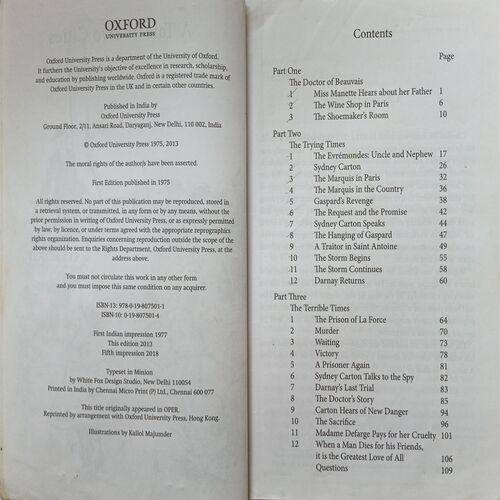 OXFORD
UNIVERSITY PRESS
Oxford University Press is a department of the University of Oxford.
It furthers the University's objective of excellence in research, scholarship,
and education by publishing worldwide. Oxford is a registered trade mark of
Oxford University Press in the UK and in certain other countries.
Published in India by
Oxford University Press
Ground Floor, 2/11, Ansari Road, Daryaganj, New Delhi, 110 002, India
© Oxford University Press 1975, 2013
The moral rights of the author/s have been asserted.
First Edition published in 1975
All rights reserved. No part of this publication may be reproduced, stored in
a retrieval system, or transmitted, in any form or by any means, without the
prior permission in writing of Oxford University Press, or as expressly permitted
by law, by licence, or under terms agreed with the appropriate reprographics
rights organization. Enquiries concerning reproduction outside the scope of the
above should be sent to the Rights Department, Oxford University Press, at the
address above.
You must not circulate this work in any other form
and you must impose this same condition on any acquirer.
ISBN-13: 978-0-19-807501-1
ISBN-10: 0-19-807501-4
First Indian impression 1977
This edition 2013
Fifth impression 2018
Typeset in Minion
by White Fox Design Studio, New Delhi 110054
Printed in India by Chennai Micro Print (P) Ltd., Chennai 600 077
This title originally appeared in OPER.
Reprinted by arrangement with Oxford University Press, Hong Kong.
Illustrations by Kallol Majumder
Contents
Page
Part One
The Doctor of Beauvais
1 Miss Manette Hears about her Father 1
2 The Wine Shop in Paris 6
3 The Shoemaker's Room 10
Part Two
The Trying Times
1 The Evrémondes: Uncle and Nephew 17
2 Sydney Carton 26
3 The Marquis in Paris 32
4 The Marquis in the Country 36
5 Gaspard's Revenge 38
6 The Request and the Promise 42
7 Sydney Carton Speaks 44
8 The Hanging of Gaspard 47
9 A Traitor in Saint Antoine 49
10 The Storm Begins 55
11 The Storm Continues 58
12 Darnay Returns 60
Part Three
The Terrible Times
1 The Prison of La Force 64
2 Murder 70
3 Waiting 73
4 Victory 78
5 A Prisoner Again 81
6 Sydney Carton Talks to the Spy 82
7 Darnay's Last Trial 83
8 The Doctor's Story 85
9 Carton Hears of New Danger 94
10 The Sacrifice 96
11 Madame Defarge Pays for her Cruelty 101
12 When a Man Dies for his Friends,
it is the Greatest Love of All 106
Questions 109